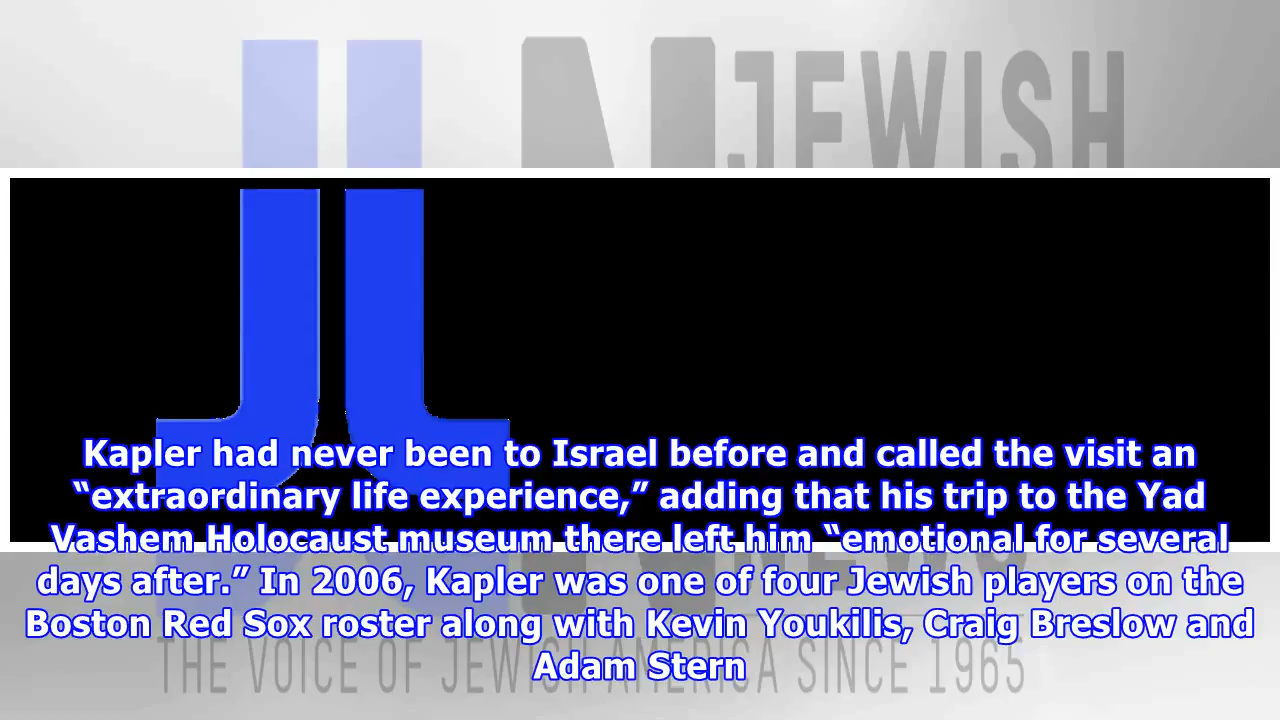 JEWISH
Kapler had never been to Israel before and called the visit an
“extraordinary life experience,” adding that his trip to the Yad
Vashem Holocaust museum there left him “emotional for several
days after.” In 2006, Kapler was one of four Jewish players on the
Boston Red Sox roster along with Kevin Youkilis, Craig Breslow and
Adam Stern
THE VOICE OF JEWISH AMERICA SINCE 1965